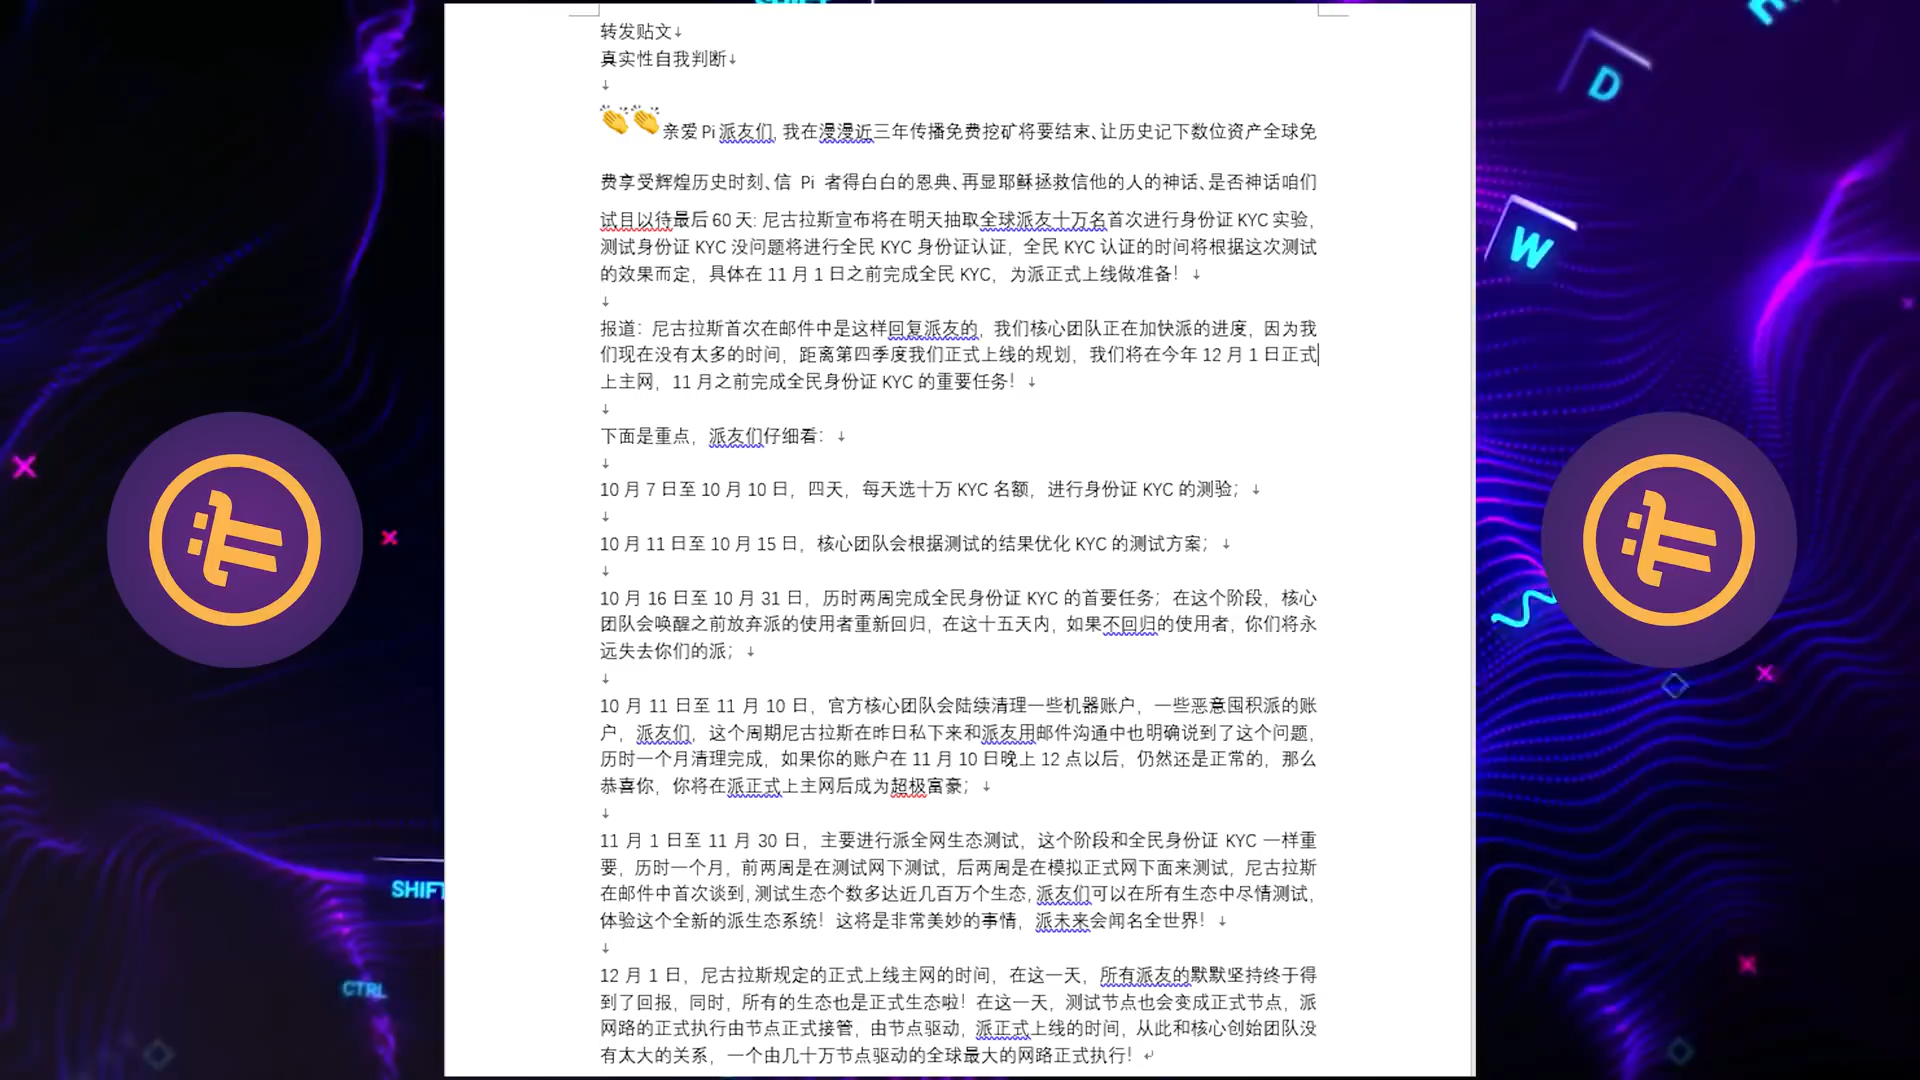 转发贴文
真实性自我判断
👏👏亲爱 Pi 派友们, 我在漫漫近三年传播免费挖矿将要结束、让历史记下数位资产全球免
费享受辉煌历史时刻、信 Pi 者得白白的恩典、再显耶稣拯救信他的人的神话、是否神话咱们
试目以待最后 60 天: 尼古拉斯宣布将在明天抽取全球派友十万名首次进行身份证 KYC 实验，
测试身份证 KYC 没问题将进行全民 KYC 身份证认证，全民 KYC 认证的时间将根据这次测试
的效果而定，具体在 11 月 1 日之前完成全民 KYC，为派正式上线做准备！
报道：尼古拉斯首次在邮件中是这样回复派友的，我们核心团队正在加快派的进度，因为我
们现在没有太多的时间，距离第四季度我们正式上线的规划，我们将在今年 12 月 1 日正式
上主网，11 月之前完成全民身份证 KYC 的重要任务！
下面是重点，派友们仔细看：
10 月 7 日至 10 月 10 日，四天，每天选十万 KYC 名额，进行身份证 KYC 的测验；
10 月 11 日至 10 月 15 日，核心团队会根据测试的结果优化 KYC 的测试方案；
10 月 16 日至 10 月 31 日，历时两周完成全民身份证 KYC 的首要任务；在这个阶段，核心
团队会唤醒之前放弃派的使用者重新回归，在这十五天内，如果不回归的使用者，你们将永
远失去你们的派；
10 月 11 日至 11 月 10 日，官方核心团队会陆续清理一些机器账户，一些恶意囤积派的账
户，派友们，这个周期尼古拉斯在昨日私下来和派友用邮件沟通中也明确说到了这个问题，
历时一个月清理完成，如果你的账户在 11 月 10 日晚上 12 点以后，仍然还是正常的，那么
恭喜你，你将在派正式上主网后成为超极富豪；
11 月 1 日至 11 月 30 日，主要进行派全网生态测试，这个阶段和全民身份证 KYC 一样重
要，历时一个月，前两周是在测试网下测试，后两周是在模拟正式网下面来测试，尼古拉斯
在邮件中首次谈到, 测试生态个数多达近几百万个生态, 派友们可以在所有生态中尽情测试，
体验这个全新的派生态系统！这将是非常美妙的事情，派未来会闻名全世界！
12 月 1 日，尼古拉斯规定的正式上线主网的时间，在这一天，所有派友的默默坚持终于得
到了回报，同时，所有的生态也是正式生态啦！在这一天，测试节点也会变成正式节点，派
网路的正式执行由节点正式接管，由节点驱动，派正式上线的时间，从此和核心创始团队没
有太大的关系，一个由几十万节点驱动的全球最大的网路正式执行！
D
W
SHIFT
CTRL